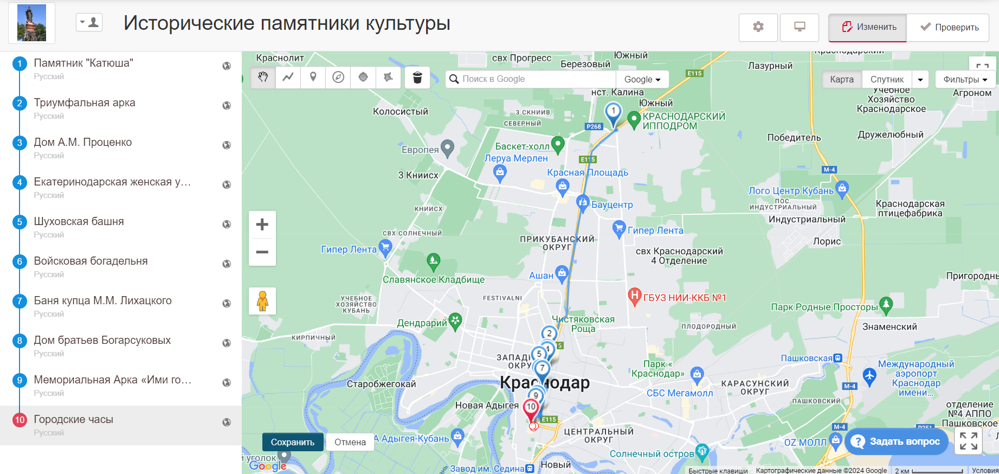 Исторические памятники культуры
Изменить
Проверить
1 Памятник "Катюша"
Русский
2 Триумфальная арка
Русский
3 Дом А.М. Проценко
Русский
4 Екатеринодарская женская у…
Русский
5 Шуховская башня
Русский
6 Войсковая богадельня
Русский
7 Баня купца М.М. Лихацкого
Русский
8 Дом братьев Богарсуковых
Русский
9 Мемориальная Арка «Ими го…
Русский
10 Городские часы
Русский
Поиск в Google
Google
Карта
Спутник
Фильтры
Краснолит
свх Прогресс
Южный
Березовый
E115
Красноармейский
Лазурный
нст. Калина
Южный
Учебное
Хозяйство
Краснодарское
Агроном
Колосистый
3 СКНИИВ
СЕВЕРНЫЙ
1
P268
КРАСНОДАРСКИЙ
ИППОДРОМ
Победитель
Дружелюбный
Европея
Баскет-холл
Леруа Мерлен
E115
3 Книисх
Красная Площадь
M-4
Лого Центр Кубань
Бауцентр
КНИИСХ
пос.
ИНДУСТРИАЛЬНЫЙ
Краснодарская
птицефабрика
Индустриальный
СВХ СОЛНЕЧНЫЙ
ПРИКУБАНСКИЙ
ОКРУГ
Гипер Лента
Лорис
Гипер Лента
свх Краснодарский
4 Отделение
Ашан
Славянское Кладбище
Пригородны
FESTIVALNI
УЧЕБНОЕ
ХОЗЯЙСТВО
КУБАНЬ
ГБУЗ НИИ-ККБ №1
Парк Родные Просторы
Дендрарий
Чистяковская
Роща
ПЛОДОРОДНЫЙ
Знаменский
КИРПИЧНЫЙ
2
4
5
7
9
10
ЗАПАДН
ОКРУГ
Парк «
Краснодар»
Пашковская
Международный
аэропорт
Краснодар
имени…
Старобжегокай
Краснодар
СБС Мегамолл
КАРАСУНСКИЙ
ОКРУГ
M-4
ПАШКОВСКИЙ
Новая Адыгея
отделение
№4 АППО
Пашковское
E115
ЦЕНТРАЛЬНЫЙ
ОКРУГ
M-4
P251
Сохранить
Отмена
А Адыгея-Кубань
OZ МОЛЛ
Задать вопрос
Солнечный остров
й уголок
Google
Завод им. Седина
Новый
Быстрые клавиши
Картографические данные ©2024 Google
2 км
Условия